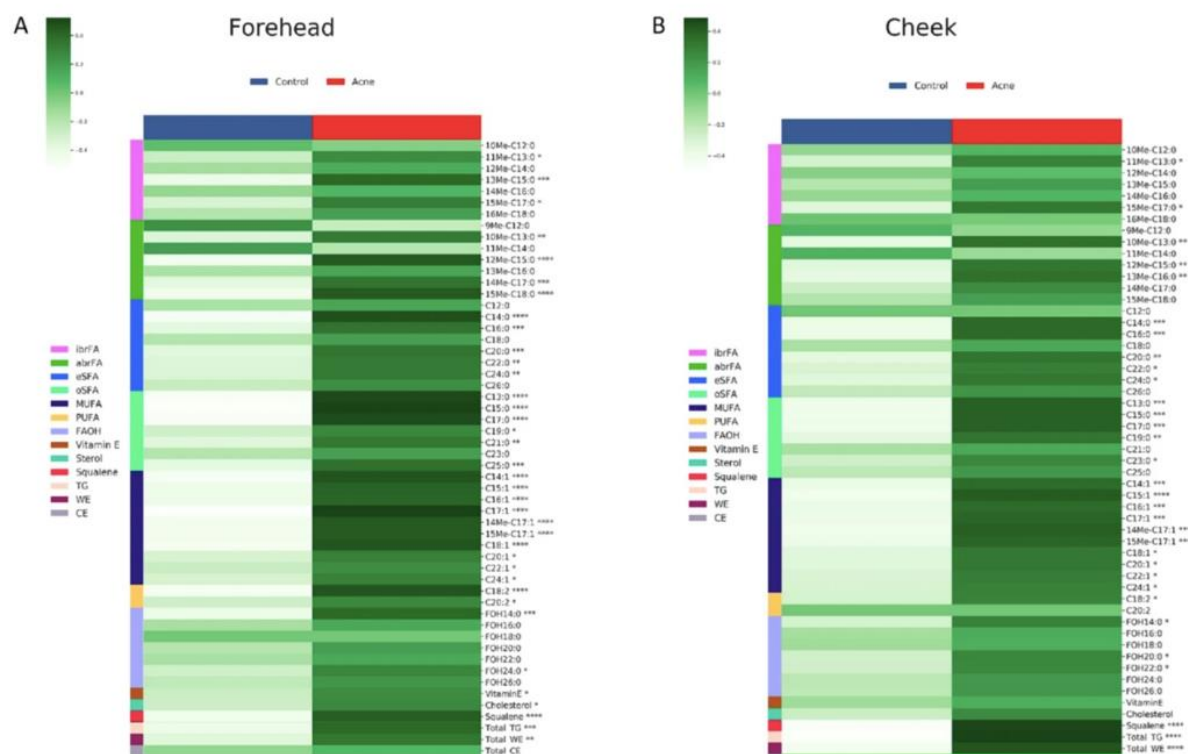 A
Forehead
Control Acne
10Me-C12:0
11Me-C13:0 *
12Me-C14:0
13Me-C15:0 ***
14Me-C16:0
15Me-C17:0 *
16Me-C18:0
9Me-C12:0
10Me-C13:0 **
11Me-C14:0
12Me-C15:0 ****
13Me-C16:0
14Me-C17:0 ***
15Me-C18:0 ****
C12:0
C14:0 ****
C16:0 ***
C18:0
C20:0 ***
C22:0 **
C24:0 **
C26:0
C13:0 ****
C15:0 ****
C17:0 ****
C19:0 *
C21:0 **
C23:0
C25:0 ***
C14:1 ****
C15:1 ****
C16:1 ****
C17:1 ****
14Me-C17:1 ****
15Me-C17:1 ****
C18:1 ****
C20:1 *
C22:1 *
C24:1 *
C18:2 ****
C20:2 *
FOH14:0 ***
FOH16:0
FOH18:0
FOH20:0
FOH22:0
FOH24:0 *
FOH26:0
VitaminE *
Cholesterol *
Squalene ****
Total TG ***
Total WE **
Total CE
ibrFA
abrFA
eSFA
oSFA
MUFA
PUFA
FAOH
Vitamin E
Sterol
Squalene
TG
WE
CE
B
Cheek
0.4
0.2
0.0
−0.2
−0.4
Control Acne
10Me-C12:0
11Me-C13:0 *
12Me-C14:0
13Me-C15:0
14Me-C16:0
15Me-C17:0 *
16Me-C18:0
9Me-C12:0
10Me-C13:0 **
11Me-C14:0
12Me-C15:0 **
13Me-C16:0 **
14Me-C17:0
15Me-C18:0
C12:0
C14:0 ***
C16:0 ***
C18:0
C20:0 **
C22:0 *
C24:0 *
C26:0
C13:0 ***
C15:0 ***
C17:0 ***
C19:0 **
C21:0
C23:0 *
C25:0
C14:1 ***
C15:1 ****
C16:1 ***
C17:1 ***
14Me-C17:1 **
15Me-C17:1 **
C18:1 *
C20:1 *
C22:1 *
C24:1 *
C18:2 *
C20:2
FOH14:0 *
FOH16:0
FOH18:0
FOH20:0 *
FOH22:0 *
FOH24:0
FOH26:0
VitaminE
Cholesterol
Squalene ****
Total TG ****
Total WE ****
ibrFA
abrFA
eSFA
oSFA
MUFA
PUFA
FAOH
Vitamin E
Sterol
Squalene
TG
WE
CE